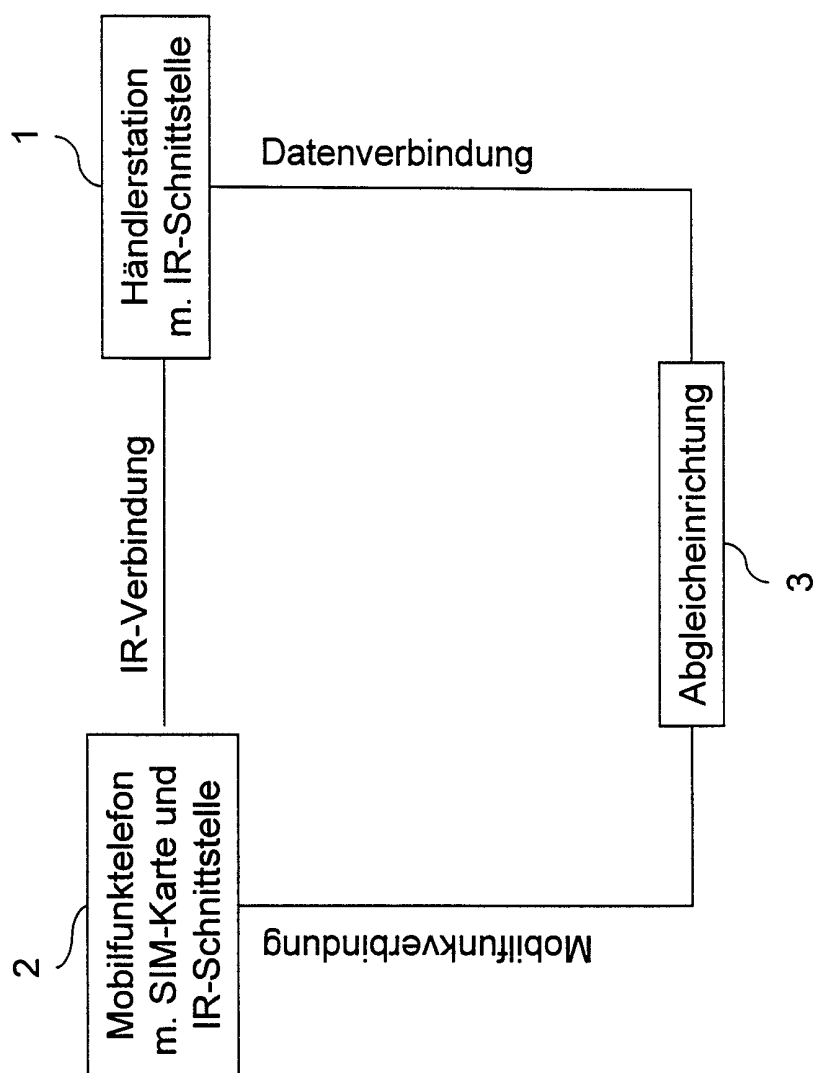 2
Mobilfunktelefon
m. SIM-Karte und
IR-Schnittstelle
IR-Verbindung
1
Händlerstation
m. IR-Schnittstelle
Mobilfunkverbindung
Datenverbindung
Abgleicheinrichtung
3